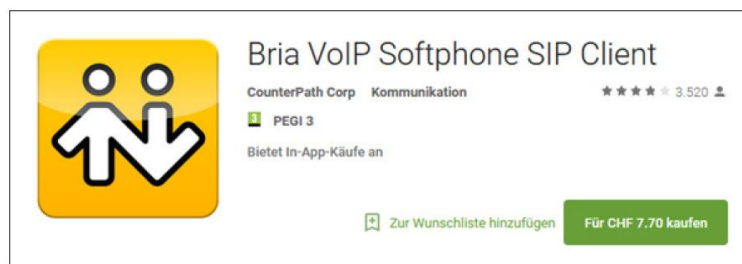 Bria VoIP Softphone SIP Client
CounterPath Corp Kommunikation 3.520
3 PEGI 3
Bietet In-App-Käufe an
Zur Wunschliste hinzufügen Für CHF 7.70 kaufen